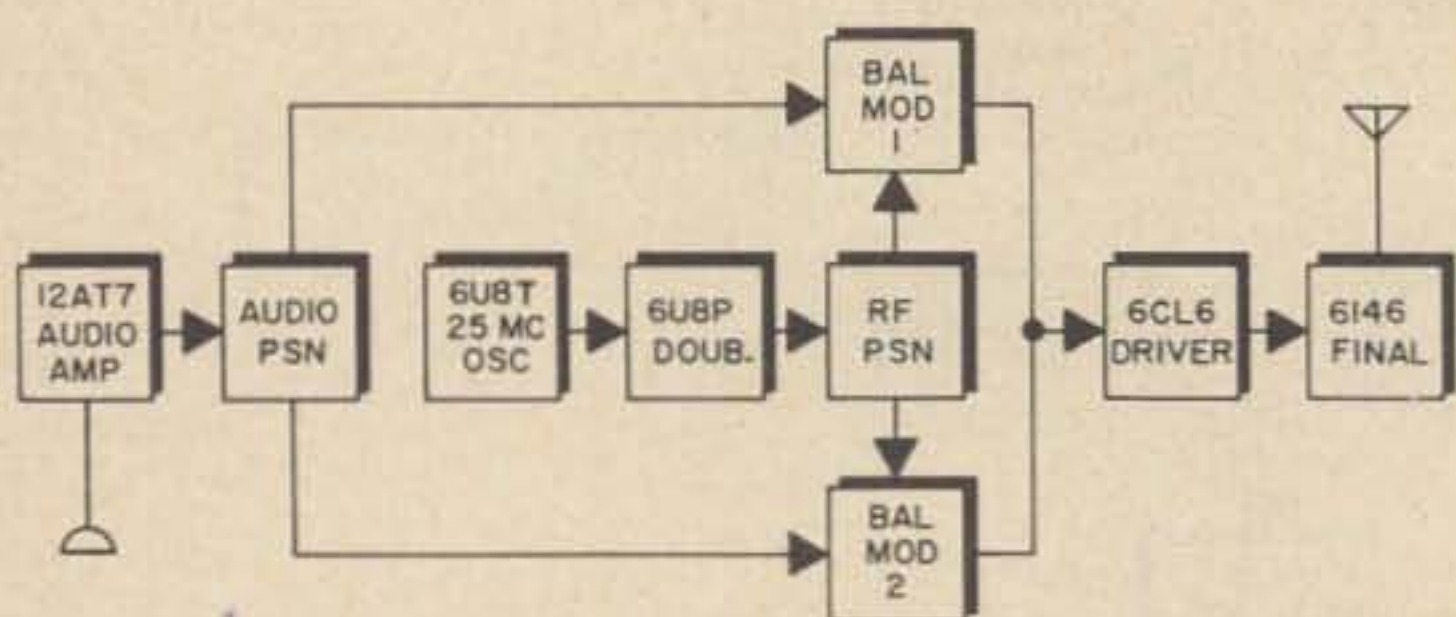 BAL
MOD
1
12AT7
AUDIO
AMP
AUDIO
PSN
6U8T
25 MC
OSC
6U8P
DOUB.
RF
PSN
6CL6
DRIVER
6146
FINAL
BAL
MOD
2